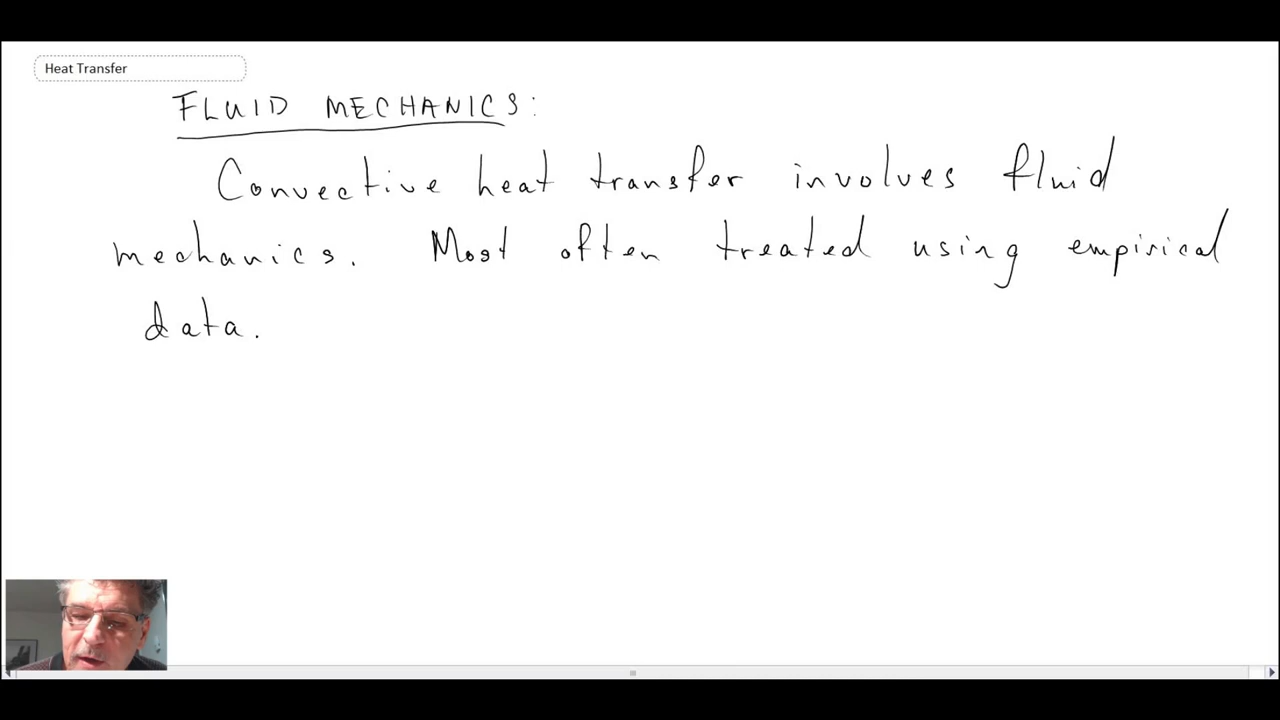 Heat Transfer
FLUID MECHANICS:
Convective heat transfer involves fluid
mechanics. Most often treated using empirical
data.